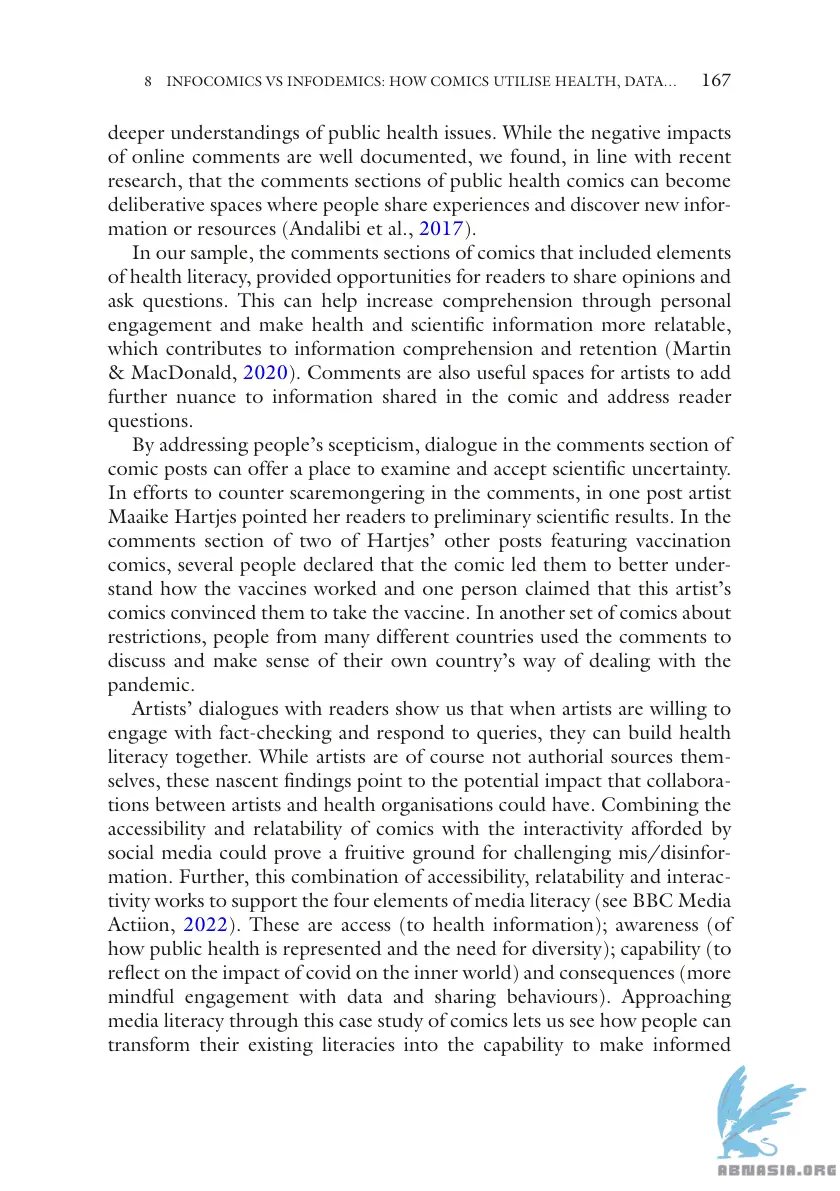 8 INFOCOMICS VS INFODEMICS: HOW COMICS UTILISE HEALTH, DATA… 167
deeper understandings of public health issues. While the negative impacts
of online comments are well documented, we found, in line with recent
research, that the comments sections of public health comics can become
deliberative spaces where people share experiences and discover new infor-
mation or resources (Andalibi et al., 2017).
In our sample, the comments sections of comics that included elements
of health literacy, provided opportunities for readers to share opinions and
ask questions. This can help increase comprehension through personal
engagement and make health and scientific information more relatable,
which contributes to information comprehension and retention (Martin
& MacDonald, 2020). Comments are also useful spaces for artists to add
further nuance to information shared in the comic and address reader
questions.
By addressing people’s scepticism, dialogue in the comments section of
comic posts can offer a place to examine and accept scientific uncertainty.
In efforts to counter scaremongering in the comments, in one post artist
Maaike Hartjes pointed her readers to preliminary scientific results. In the
comments section of two of Hartjes’ other posts featuring vaccination
comics, several people declared that the comic led them to better under-
stand how the vaccines worked and one person claimed that this artist’s
comics convinced them to take the vaccine. In another set of comics about
restrictions, people from many different countries used the comments to
discuss and make sense of their own country’s way of dealing with the
pandemic.
Artists’ dialogues with readers show us that when artists are willing to
engage with fact-checking and respond to queries, they can build health
literacy together. While artists are of course not authorial sources them-
selves, these nascent findings point to the potential impact that collabora-
tions between artists and health organisations could have. Combining the
accessibility and relatability of comics with the interactivity afforded by
social media could prove a fruitive ground for challenging mis/disinfor-
mation. Further, this combination of accessibility, relatability and interac-
tivity works to support the four elements of media literacy (see BBC Media
Actiion, 2022). These are access (to health information); awareness (of
how public health is represented and the need for diversity); capability (to
reflect on the impact of covid on the inner world) and consequences (more
mindful engagement with data and sharing behaviours). Approaching
media literacy through this case study of comics lets us see how people can
transform their existing literacies into the capability to make informed
ABNASIA.ORG